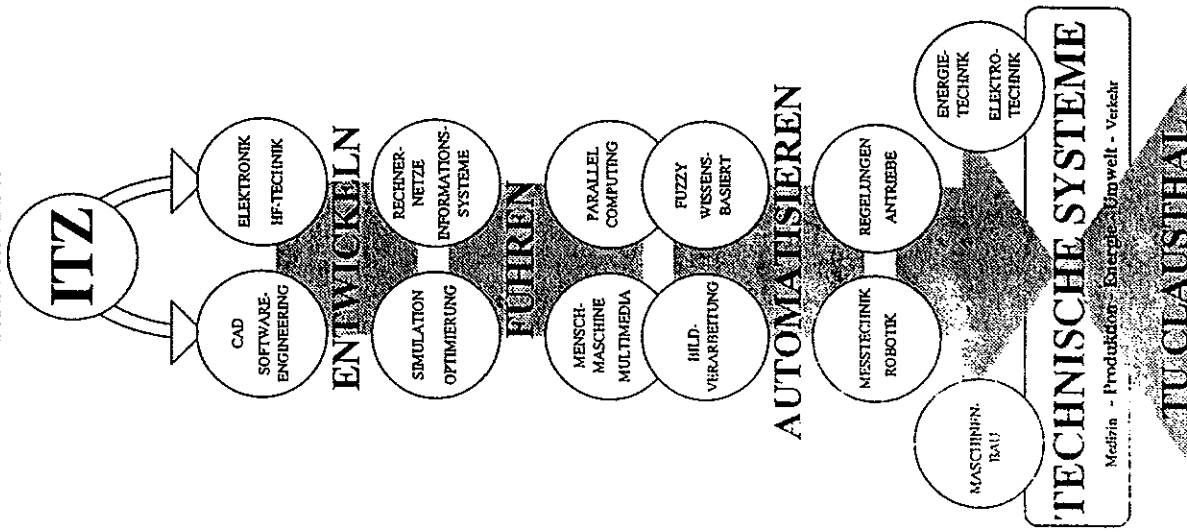 ITZ
CAD
SOFTWARE-
ENGINEERING
ELEKTRONIK
HF-TECHNIK
ENTWICKELN
SIMULATION
OPTIMIERUNG
RECHNER-
NETZE
INFORMATIONS-
SYSTEME
FÜHREN
MENSCH-
MASCHINE
MULTIMEDIA
PARALLEL
COMPUTING
BILD-
VERARBEITUNG
FUZZY
WISSENS-
BASIERT
AUTOMATISIEREN
MESSTECHNIK
ROBOTIK
REGELUNGEN
ANTRIEBE
MASCHINEN-
BAU
ENERGIE-
TECHNIK
ELEKTRO-
TECHNIK
TECHNISCHE SYSTEME
Medizin - Produktion - Energie - Umwelt - Verkehr
TU CLAUSTHAL